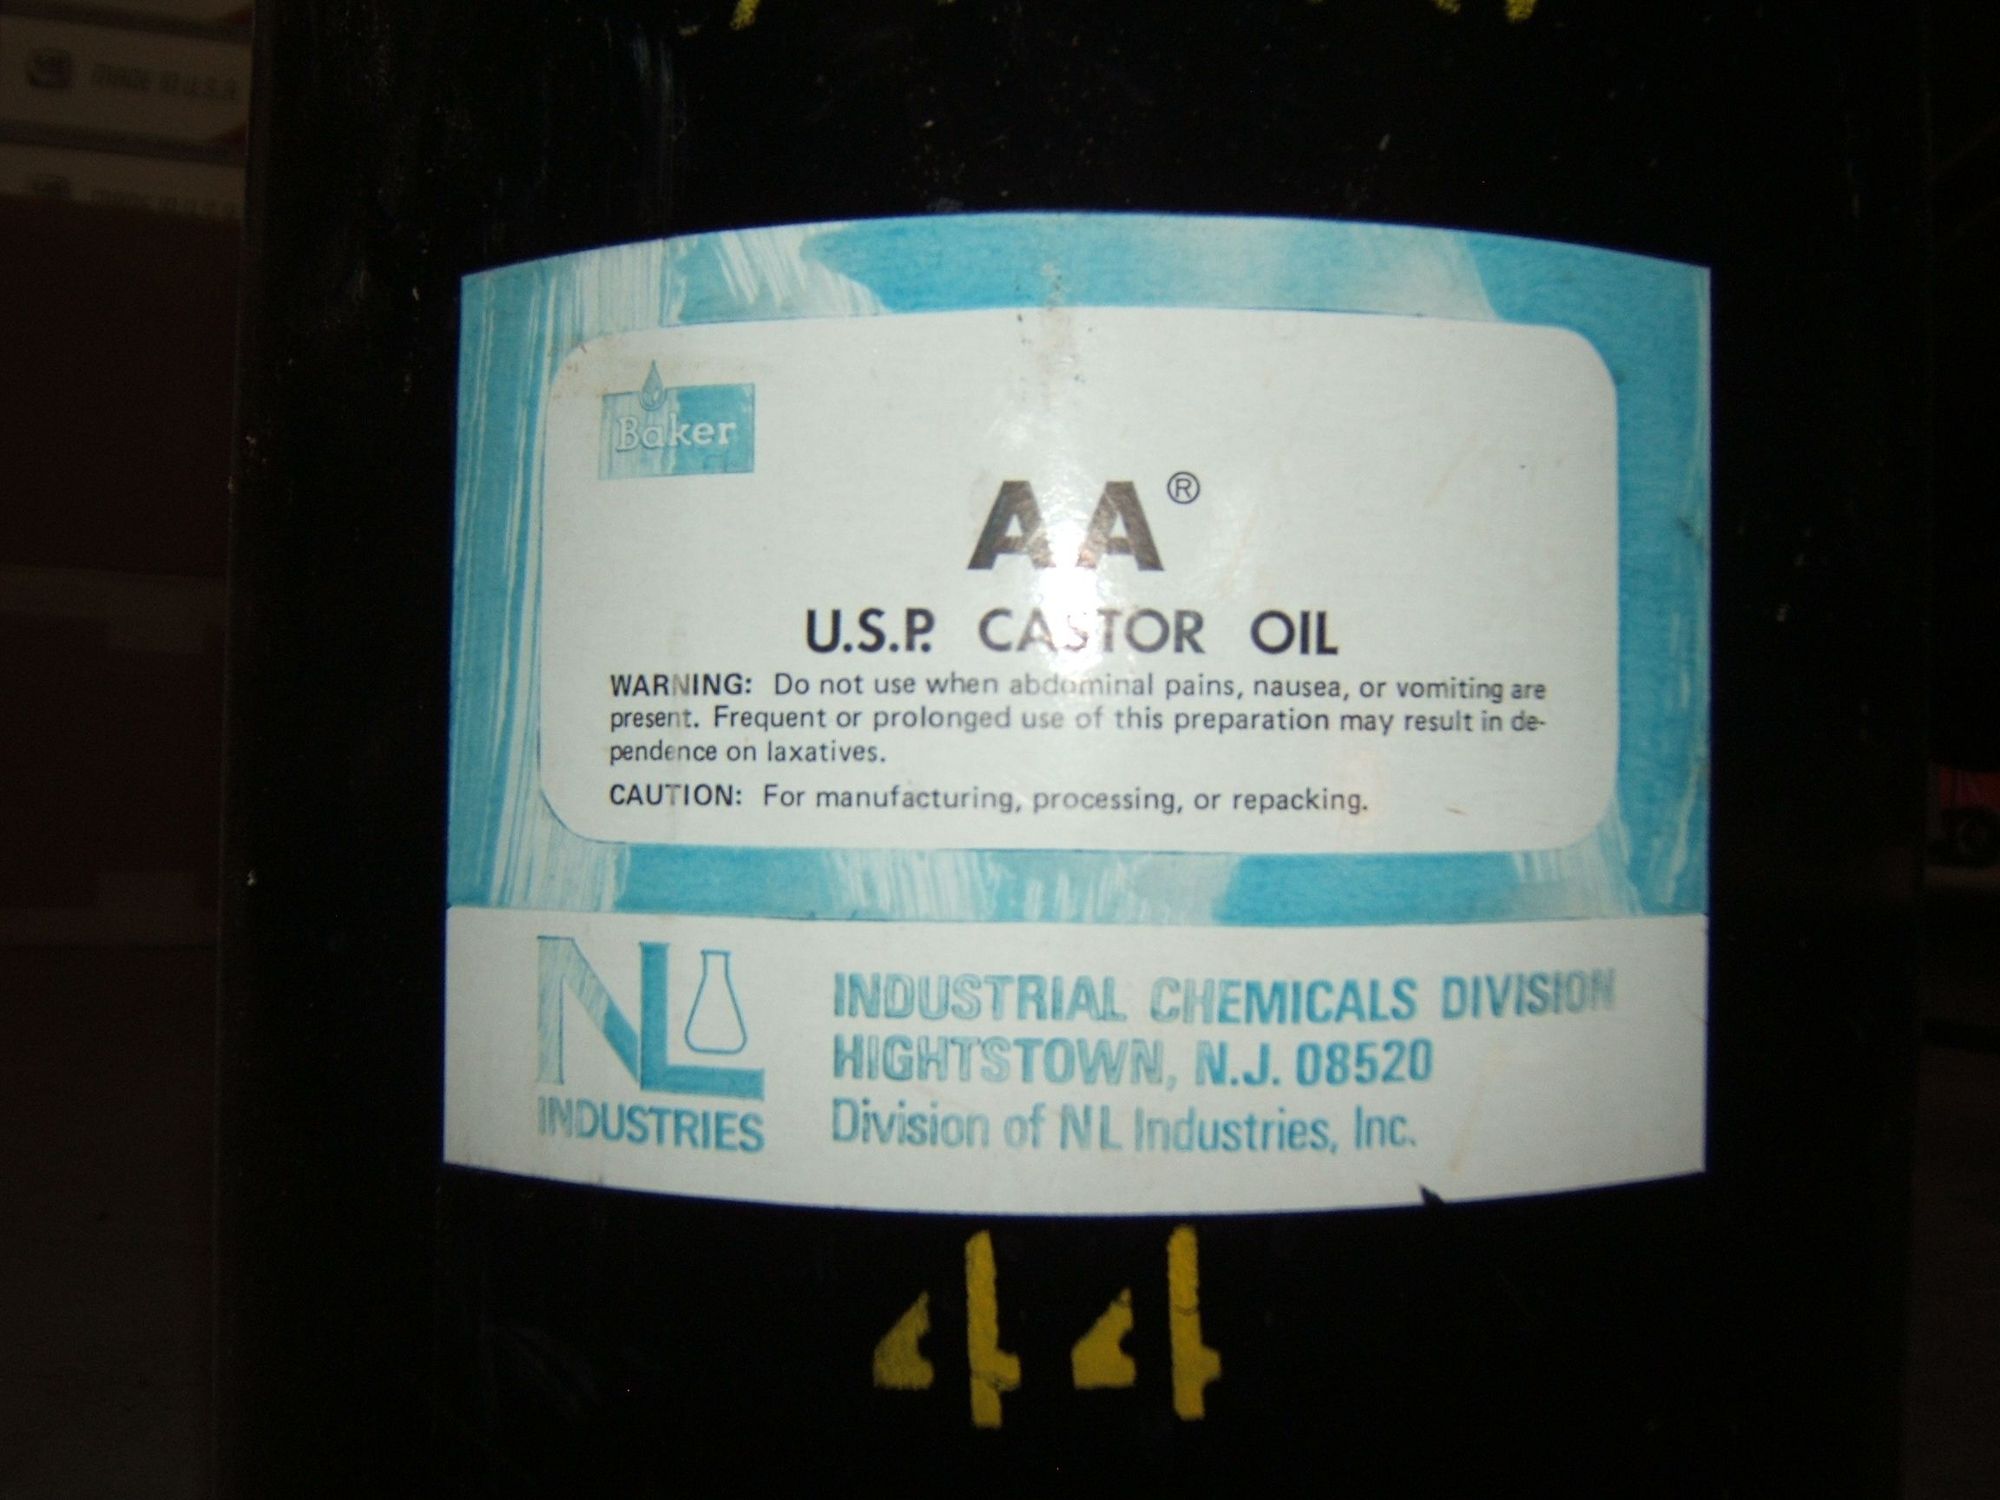 Baker
AA®
U.S.P. CASTOR OIL
WARNING: Do not use when abdominal pains, nausea, or vomiting are
present. Frequent or prolonged use of this preparation may result in de-
pendence on laxatives.
CAUTION: For manufacturing, processing, or repacking.
NL
INDUSTRIES
INDUSTRIAL CHEMICALS DIVISION
HIGHTSTOWN, N.J. 08520
Division of NL Industries, Inc.
44